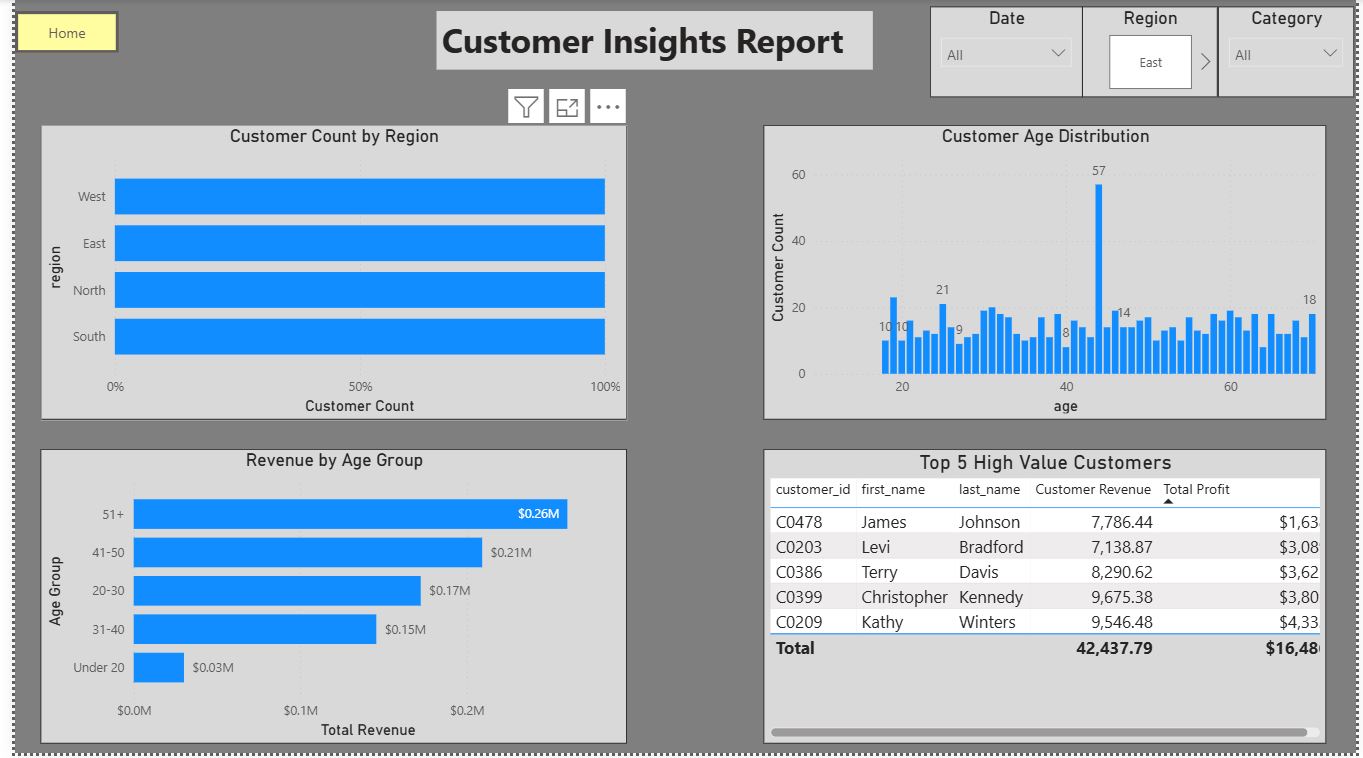 Home
Customer Insights Report
Date
All
Region
East
Category
All
Customer Count by Region
region
West
East
North
South
0% 50% 100%
Customer Count
Customer Age Distribution
Customer Count
60
40
20
0
10 10 21 9 57 8 14 18
20 40 60
age
Revenue by Age Group
Age Group
51+ $0.26M
41-50 $0.21M
20-30 $0.17M
31-40 $0.15M
Under 20 $0.03M
$0.0M $0.1M $0.2M
Total Revenue
Top 5 High Value Customers
customer_id first_name last_name Customer Revenue Total Profit
C0478 James Johnson 7,786.44 $1,63
C0203 Levi Bradford 7,138.87 $3,08
C0386 Terry Davis 8,290.62 $3,62
C0399 Christopher Kennedy 9,675.38 $3,80
C0209 Kathy Winters 9,546.48 $4,33
Total 42,437.79 $16,48